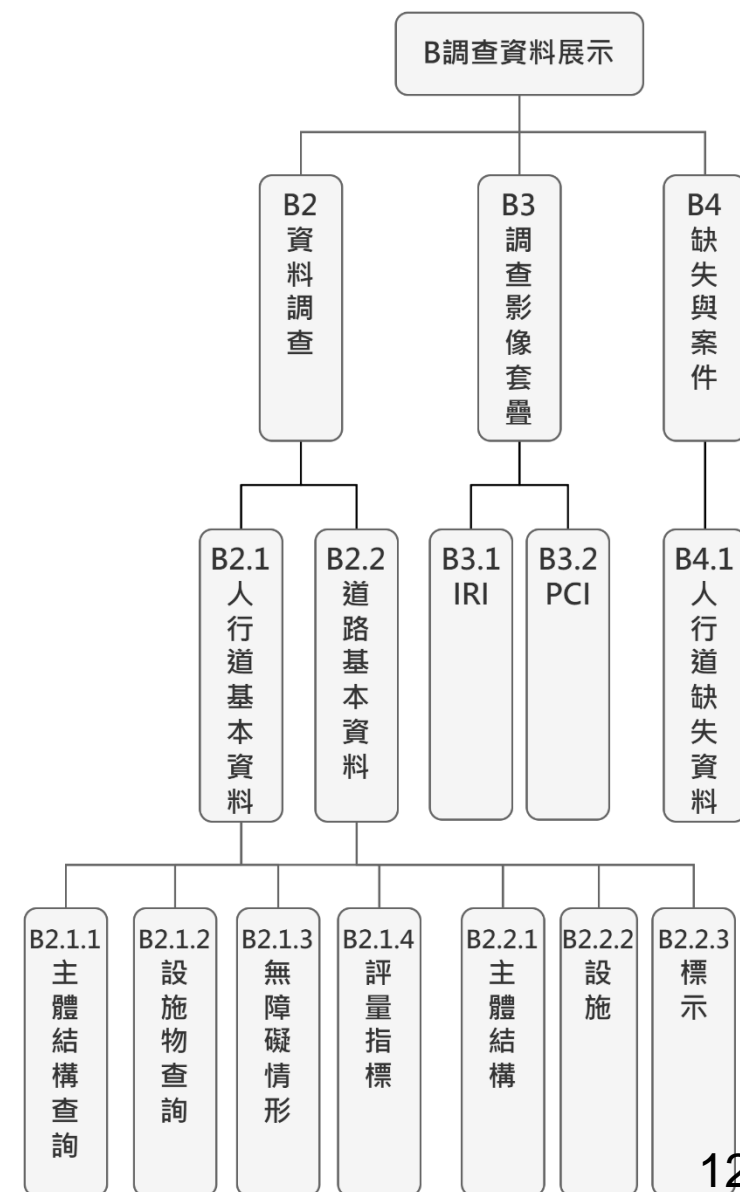 B調查資料展示
B2
資料調查
B3
調查影像套疊
B4
缺失與案件
B2.1
人行道基本資料
B2.2
道路基本資料
B3.1
IRI
B3.2
PCI
B4.1
人行道缺失資料
B2.1.1
主體結構查詢
B2.1.2
設施物查詢
B2.1.3
無障礙情形
B2.1.4
評量指標
B2.2.1
主體結構
B2.2.2
設施
B2.2.3
標示
12